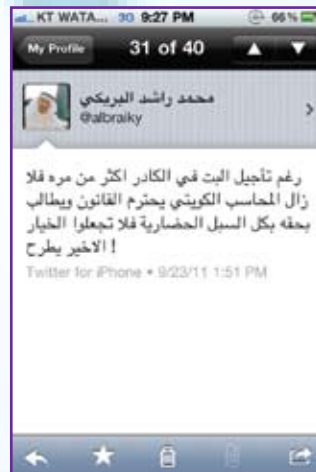 KT WATA... 3G 9:27 PM 66%
My Profile 31 of 40
محمد راشد البريكي
@albraiky
رغم تأجيل البت في الكادر اكثر من مره فلا
زال المحاسب الكويتي يحترم القانون ويطالب
بحقه بكل السبل الحضارية فلا تجعلوا الخيار
الاخير يطرح !
Twitter for iPhone • 9/23/11 1:51 PM